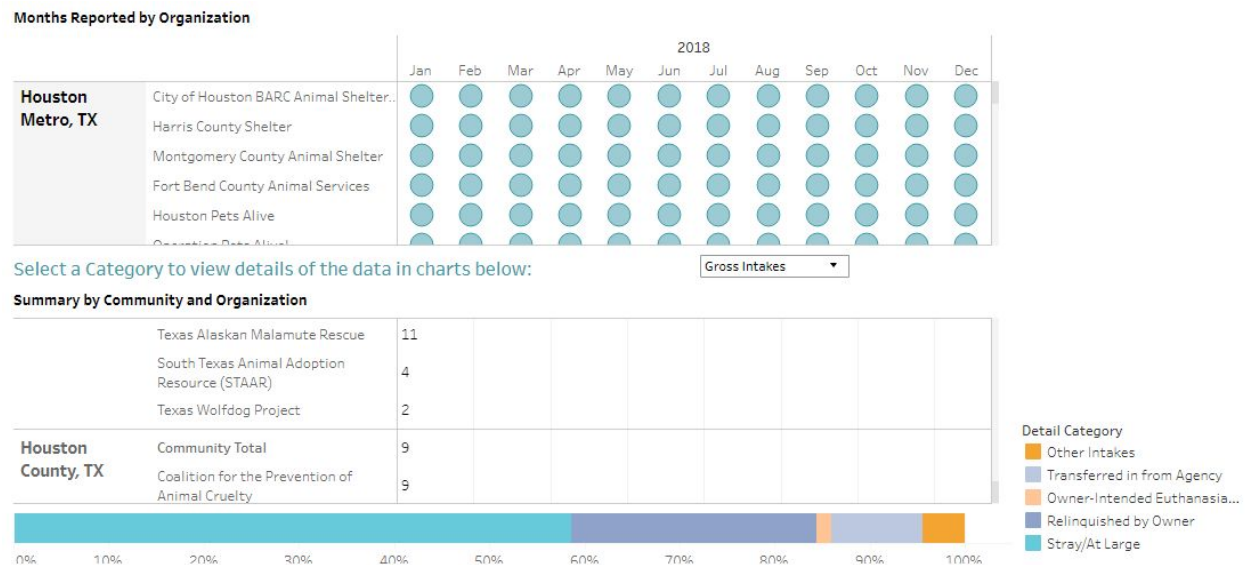 Months Reported by Organization
2018
Jan Feb Mar Apr May Jun Jul Aug Sep Oct Nov Dec
Houston
Metro, TX
City of Houston BARC Animal Shelter..
Harris County Shelter
Montgomery County Animal Shelter
Fort Bend County Animal Services
Houston Pets Alive
Operation Pets Alive!
Select a Category to view details of the data in charts below:
Gross Intakes
Summary by Community and Organization
Texas Alaskan Malamute Rescue 11
South Texas Animal Adoption
Resource (STAAR) 4
Texas Wolfdog Project 2
Houston
County, TX
Community Total 9
Coalition for the Prevention of
Animal Cruelty 9
Detail Category
Other Intakes
Transferred in from Agency
Owner-Intended Euthanasia...
Relinquished by Owner
Stray/At Large
0% 10% 20% 30% 40% 50% 60% 70% 80% 90% 100%